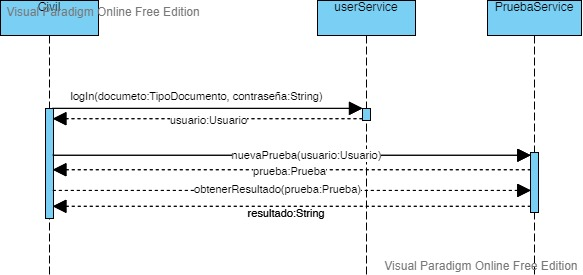 Visual Paradigm Online Free Edition
Civil
userService
PruebaService
logIn(documeto:TipoDocumento, contraseña:String)
usuario:Usuario
nuevaPrueba(usuario:Usuario)
prueba:Prueba
obtenerResultado(prueba:Prueba)
resultado:String
Visual Paradigm Online Free Edition